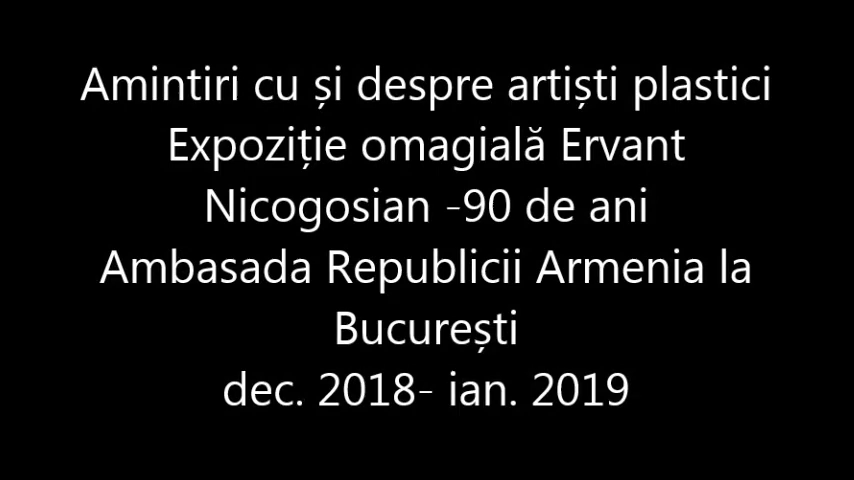 Amintiri cu și despre artiști plastici
Expoziție omagială Ervant
Nicogosian -90 de ani
Ambasada Republicii Armenia la
București
dec. 2018- ian. 2019